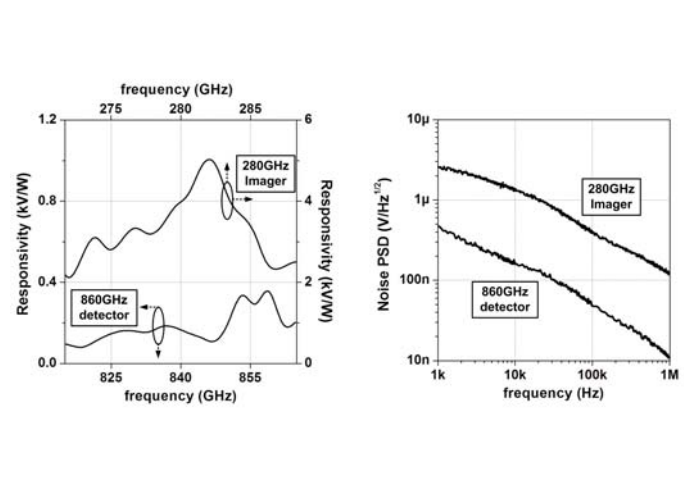 frequency (GHz)
275 280 285
1.2
0.8
0.4
0.0
Responsivity (kV/W)
280GHz
Imager
860GHz
detector
6
4
2
0
Responsivity (kV/W)
825 840 855
frequency (GHz)
10µ
1µ
100n
10n
Noise PSD (V/Hz^1/2)
280GHz
Imager
860GHz
detector
1k 10k 100k 1M
frequency (Hz)